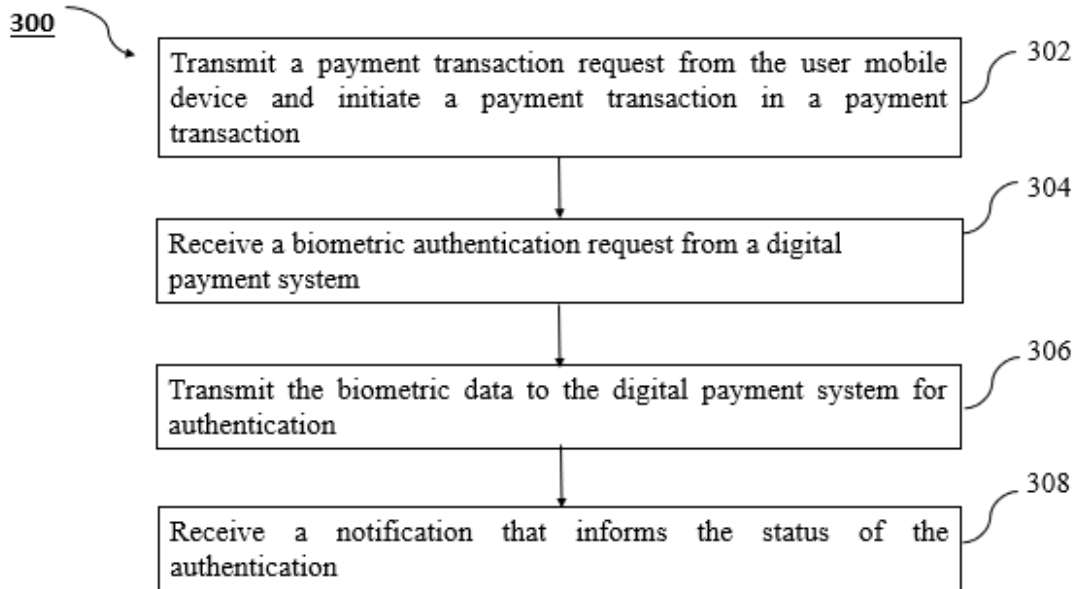 300
302
Transmit a payment transaction request from the user mobile
device and initiate a payment transaction in a payment
transaction
304
Receive a biometric authentication request from a digital
payment system
306
Transmit the biometric data to the digital payment system for
authentication
308
Receive a notification that informs the status of the
authentication